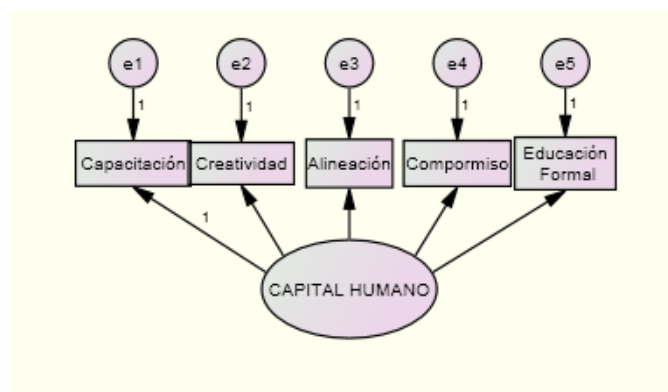 e1
e2
e3
e4
e5
1
1
1
1
1
Capacitación
Creatividad
Alineación
Compormiso
Educación
Formal
1
CAPITAL HUMANO